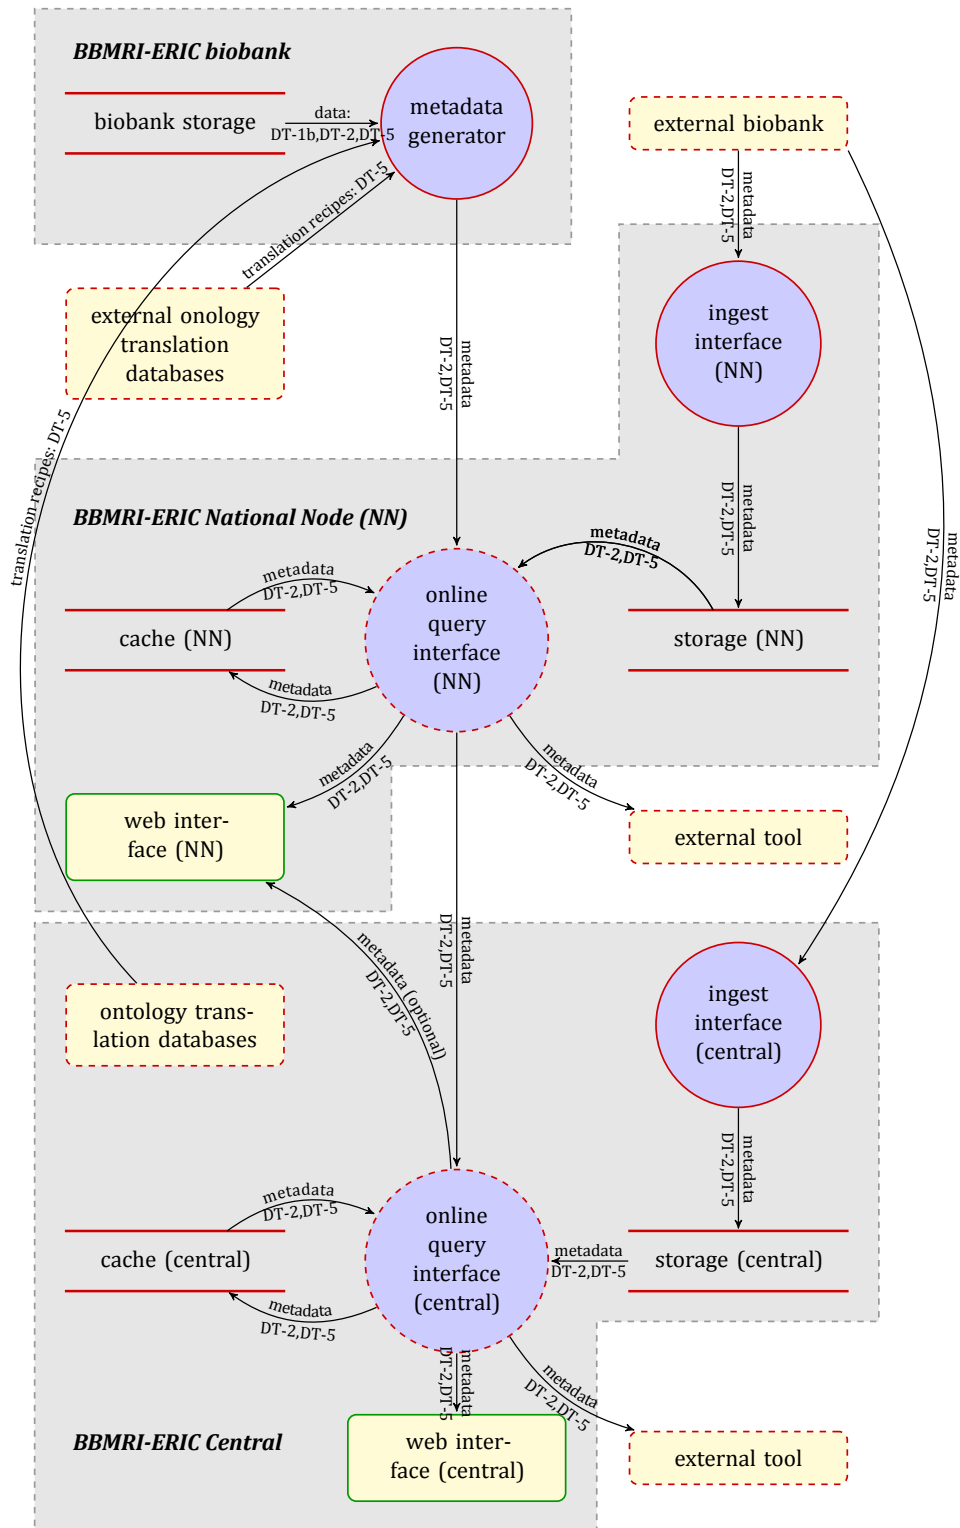 BBMRI-ERIC biobank
biobank storage
data:
DT-1b,DT-2,DT-5
metadata
generator
external biobank
metadata
DT-2,DT-5
translation recipes: DT-5
external onology
translation
databases
ingest
interface
(NN)
metadata
DT-2,DT-5
translation recipes: DT-5
metadata
DT-2,DT-5
BBMRI-ERIC National Node (NN)
metadata
DT-2,DT-5
metadata
DT-2,DT-5
metadata
DT-2,DT-5
cache (NN)
online
query
interface
(NN)
storage (NN)
metadata
DT-2,DT-5
metadata
DT-2,DT-5
metadata
DT-2,DT-5
web inter-
face (NN)
external tool
metadata
DT-2,DT-5
metadata (optional)
DT-2,DT-5
ontology trans-
lation databases
ingest
interface
(central)
metadata
DT-2,DT-5
metadata
DT-2,DT-5
cache (central)
online
query
interface
(central)
metadata
DT-2,DT-5
storage (central)
metadata
DT-2,DT-5
metadata
DT-2,DT-5
metadata
DT-2,DT-5
BBMRI-ERIC Central
web inter-
face (central)
external tool